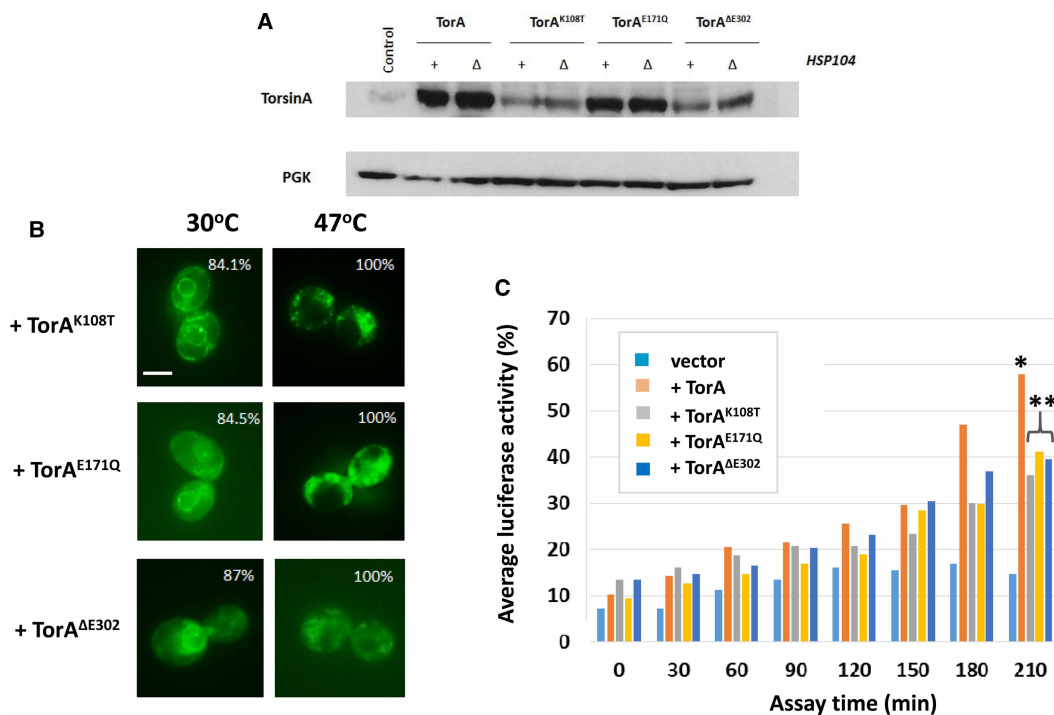 A
Control
TorA
TorA^K108T
TorA^E171Q
TorA^ΔE302
+ Δ + Δ + Δ + Δ
HSP104
TorsinA
PGK
B
30°C 47°C
+ TorA^K108T
84.1% 100%
+ TorA^E171Q
84.5% 100%
+ TorA^ΔE302
87% 100%
C
Average luciferase activity (%)
70
60
50
40
30
20
10
0
vector
+ TorA
+ TorA^K108T
+ TorA^E171Q
+ TorA^ΔE302
*
**
0 30 60 90 120 150 180 210
Assay time (min)